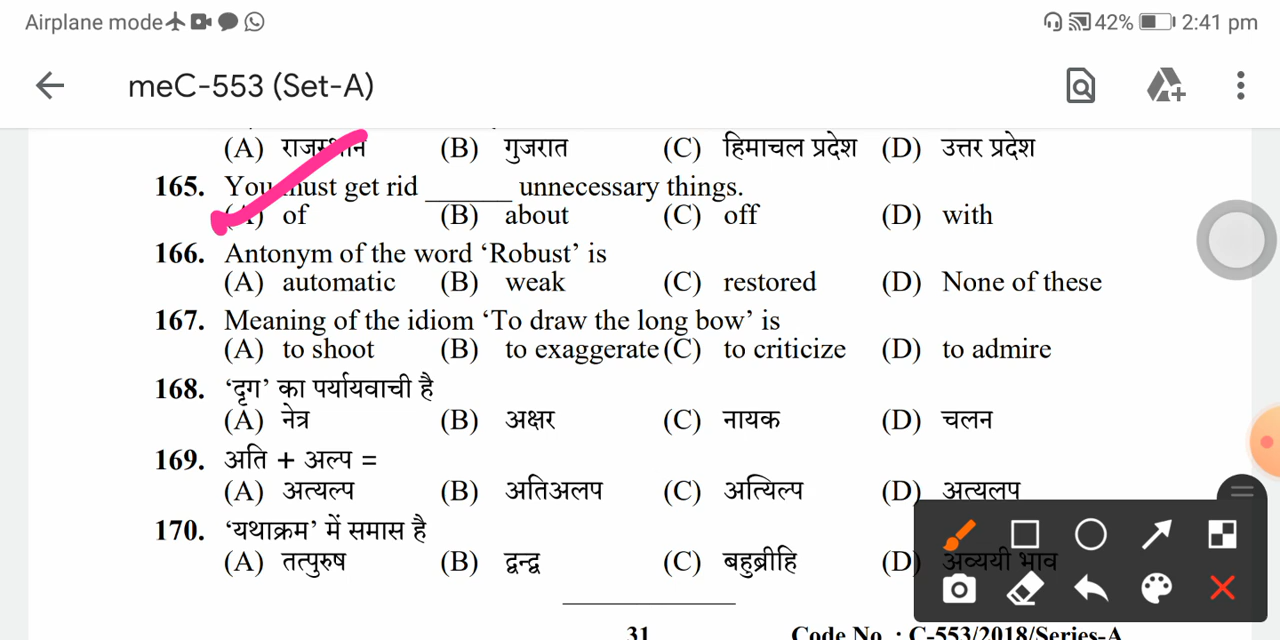 Airplane mode 42% 2:41 pm
meC-553 (Set-A)
(A) राजस्थान (B) गुजरात (C) हिमाचल प्रदेश (D) उत्तर प्रदेश
165. You must get rid ______ unnecessary things.
(A) of (B) about (C) off (D) with
166. Antonym of the word ‘Robust’ is
(A) automatic (B) weak (C) restored (D) None of these
167. Meaning of the idiom ‘To draw the long bow’ is
(A) to shoot (B) to exaggerate (C) to criticize (D) to admire
168. ‘दृग’ का पर्यायवाची है
(A) नेत्र (B) अक्षर (C) नायक (D) चलन
169. अति + अल्प =
(A) अत्यल्प (B) अतिअलप (C) अत्यिल्प (D) अत्यलप
170. ‘यथाक्रम’ में समास है
(A) तत्पुरुष (B) द्वन्द्व (C) बहुब्रीहि (D) अव्ययी भाव
31 Code No. : C-553/2018/Series-A